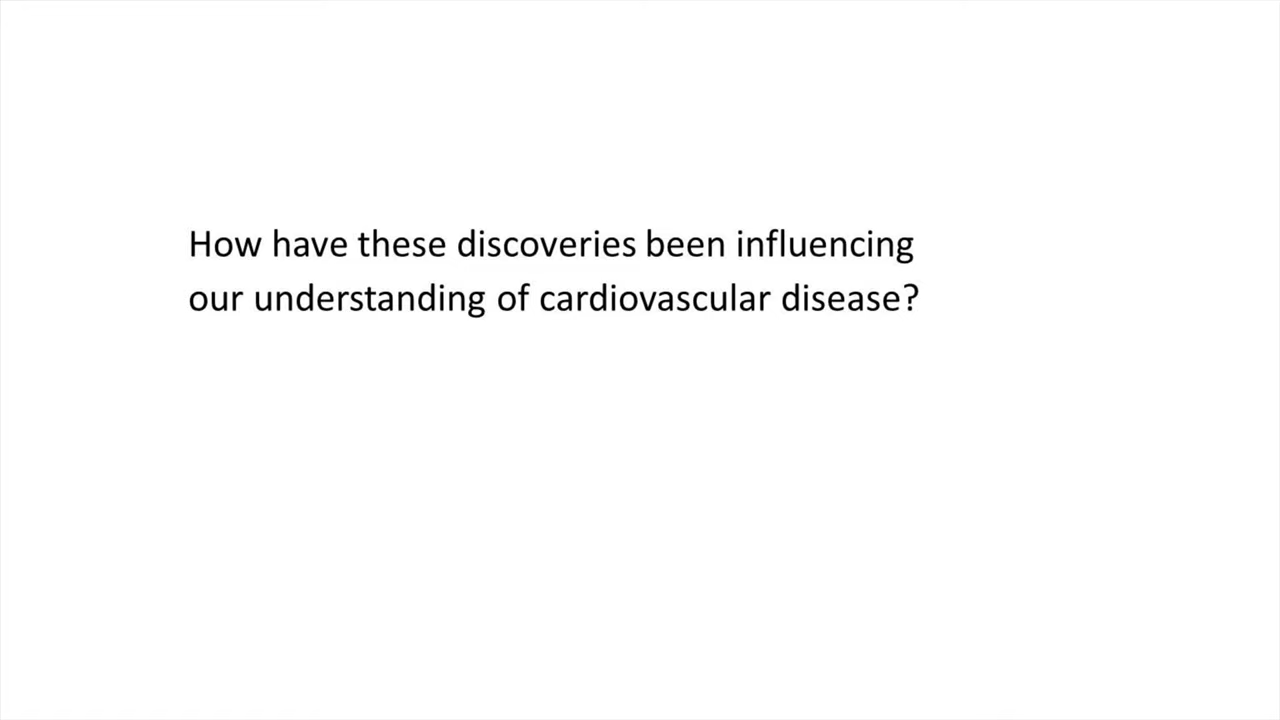 How have these discoveries been influencing
our understanding of cardiovascular disease?